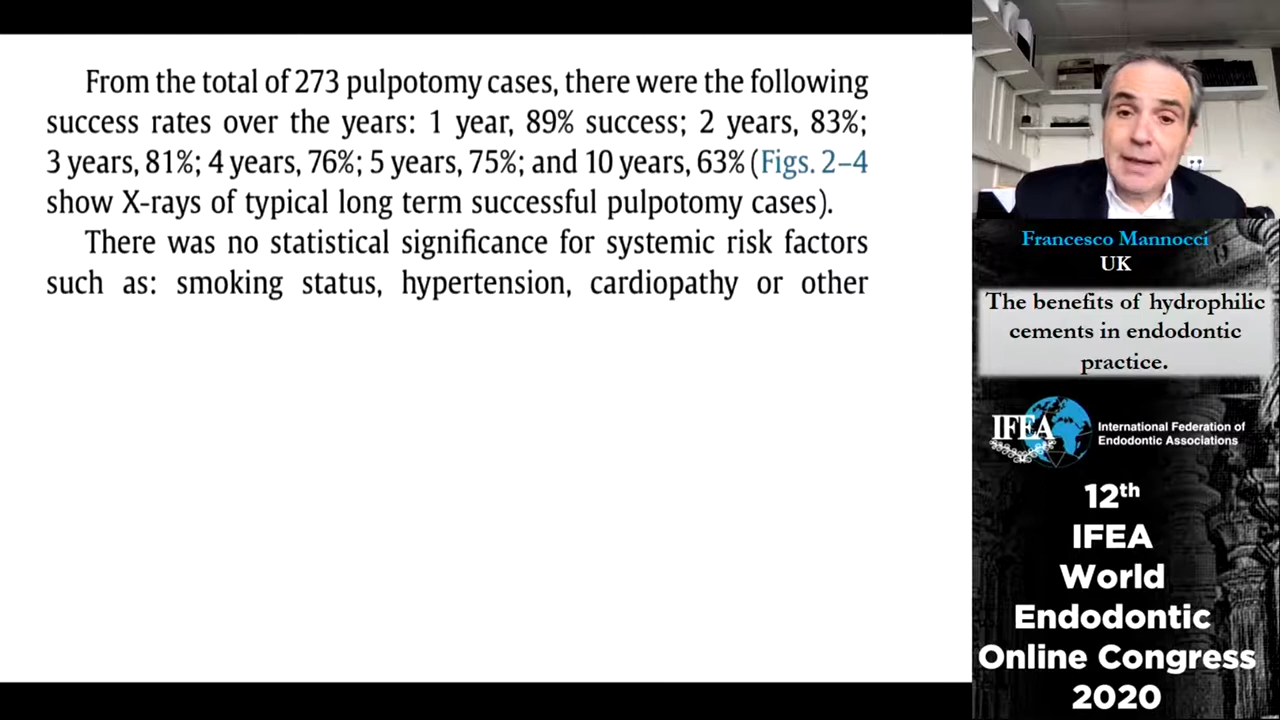 From the total of 273 pulpotomy cases, there were the following
success rates over the years: 1 year, 89% success; 2 years, 83%;
3 years, 81%; 4 years, 76%; 5 years, 75%; and 10 years, 63% (Figs. 2–4
show X-rays of typical long term successful pulpotomy cases).
There was no statistical significance for systemic risk factors
such as: smoking status, hypertension, cardiopathy or other
Francesco Mannocci
UK
The benefits of hydrophilic
cements in endodontic
practice.
IFEA
International Federation of
Endodontic Associations
12th
IFEA
World
Endodontic
Online Congress
2020